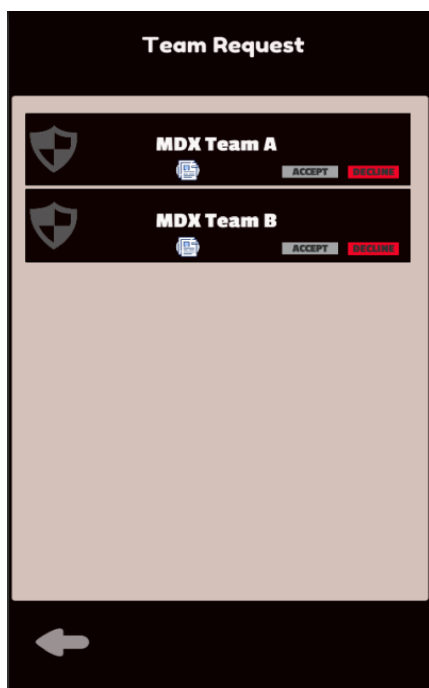 Team Request
MDX Team A
ACCEPT DECLINE
MDX Team B
ACCEPT DECLINE